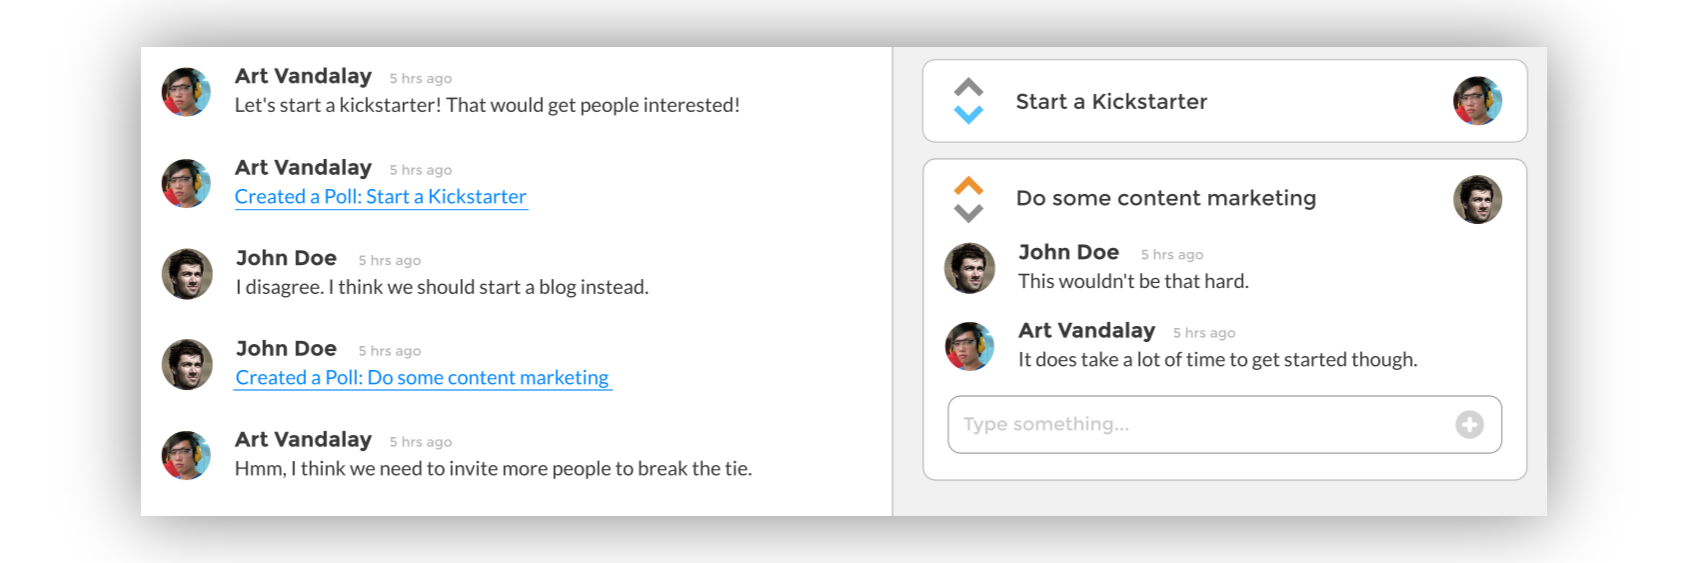 Art Vandalay 5 hrs ago
Let's start a kickstarter! That would get people interested!
Art Vandalay 5 hrs ago
Created a Poll: Start a Kickstarter
John Doe 5 hrs ago
I disagree. I think we should start a blog instead.
John Doe 5 hrs ago
Created a Poll: Do some content marketing
Art Vandalay 5 hrs ago
Hmm, I think we need to invite more people to break the tie.
Start a Kickstarter
Do some content marketing
John Doe 5 hrs ago
This wouldn't be that hard.
Art Vandalay 5 hrs ago
It does take a lot of time to get started though.
Type something...